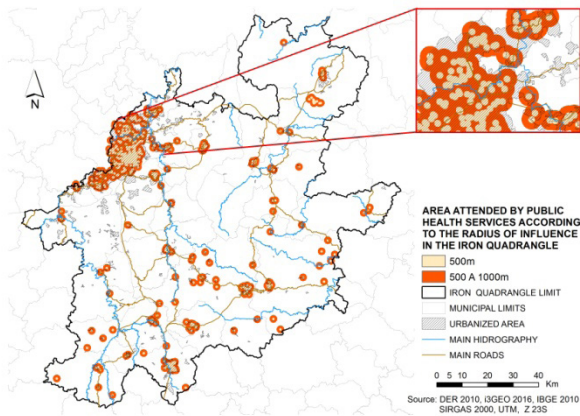 N
AREA ATTENDED BY PUBLIC
HEALTH SERVICES ACCORDING
TO THE RADIUS OF INFLUENCE
IN THE IRON QUADRANGLE
500m
500 A 1000m
IRON QUADRANGLE LIMIT
MUNICIPAL LIMITS
URBANIZED AREA
MAIN HIDROGRAPHY
MAIN ROADS
0 5 10 20 30 40
Km
Source: DER 2010, i3GEO 2016, IBGE 2010
SIRGAS 2000, UTM, Z 23S